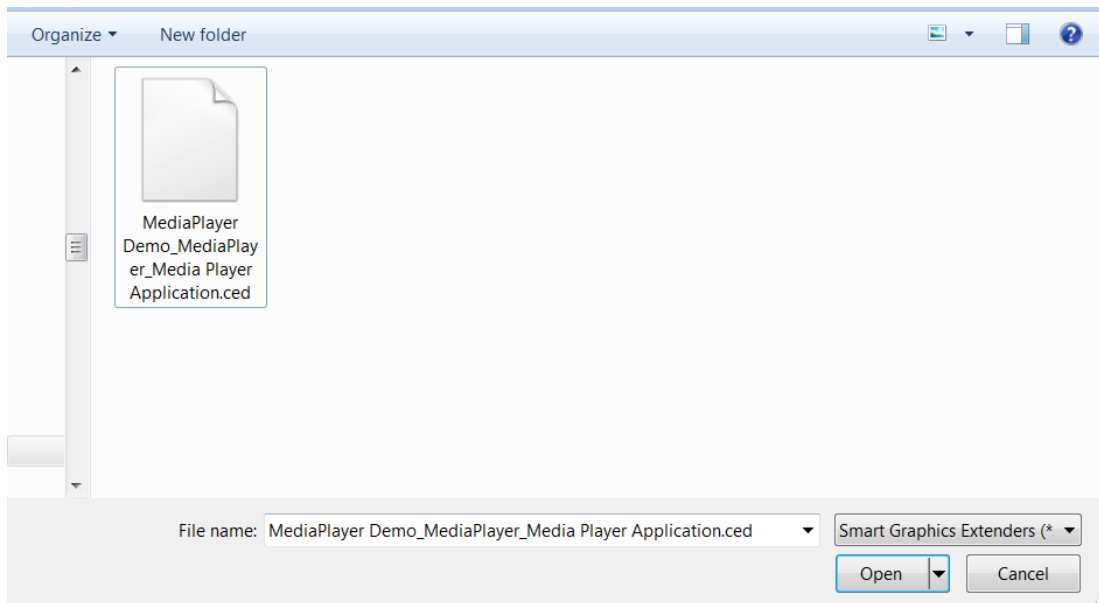 Organize New folder
MediaPlayer
Demo_MediaPlay
er_Media Player
Application.ced
File name: MediaPlayer Demo_MediaPlayer_Media Player Application.ced Smart Graphics Extenders (*
Open Cancel